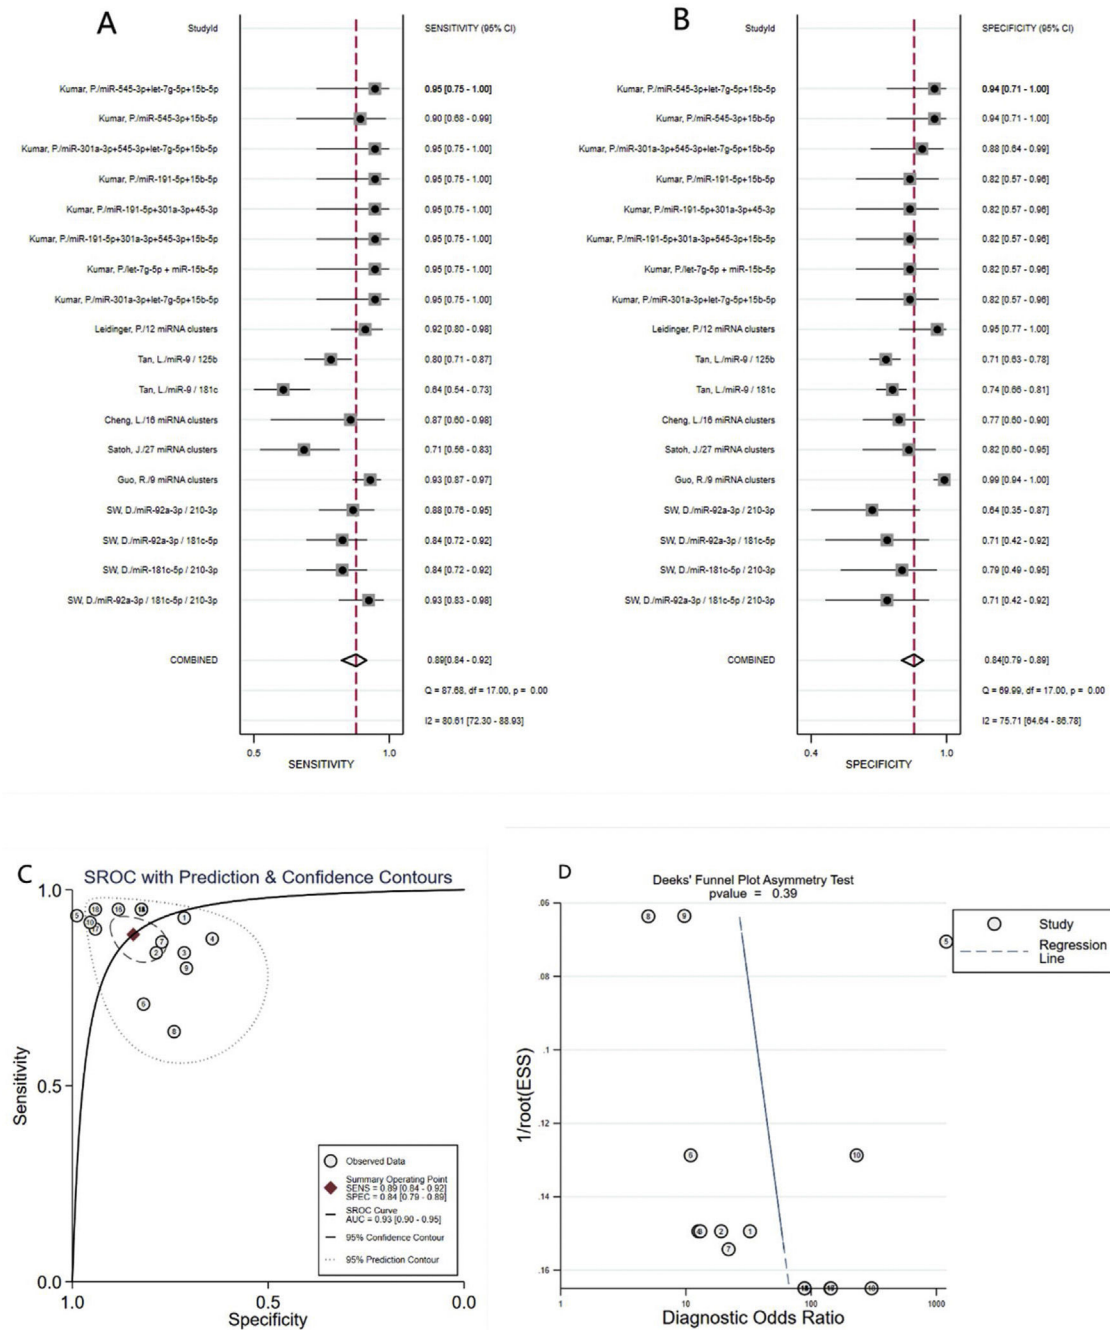 A
StudyId SENSITIVITY (95% CI)
Kumar, P./miR-545-3p+let-7g-5p+15b-5p 0.95 [0.75 - 1.00]
Kumar, P./miR-545-3p+15b-5p 0.90 [0.68 - 0.99]
Kumar, P./miR-301a-3p+545-3p+let-7g-5p+15b-5p 0.95 [0.75 - 1.00]
Kumar, P./miR-191-5p+15b-5p 0.95 [0.75 - 1.00]
Kumar, P./miR-191-5p+301a-3p+45-3p 0.95 [0.75 - 1.00]
Kumar, P./miR-191-5p+301a-3p+545-3p+15b-5p 0.95 [0.75 - 1.00]
Kumar, P./let-7g-5p + miR-15b-5p 0.95 [0.75 - 1.00]
Kumar, P./miR-301a-3p+let-7g-5p+15b-5p 0.95 [0.75 - 1.00]
Leidinger, P./12 miRNA clusters 0.92 [0.80 - 0.98]
Tan, L./miR-9 / 125b 0.80 [0.71 - 0.87]
Tan, L./miR-9 / 181c 0.64 [0.54 - 0.73]
Cheng, L./16 miRNA clusters 0.87 [0.60 - 0.98]
Satoh, J./27 miRNA clusters 0.71 [0.56 - 0.83]
Guo, R./9 miRNA clusters 0.93 [0.87 - 0.97]
SW, D./miR-92a-3p / 210-3p 0.88 [0.76 - 0.95]
SW, D./miR-92a-3p / 181c-5p 0.84 [0.72 - 0.92]
SW, D./miR-181c-5p / 210-3p 0.84 [0.72 - 0.92]
SW, D./miR-92a-3p / 181c-5p / 210-3p 0.93 [0.83 - 0.98]
COMBINED 0.89[0.84 - 0.92]
Q = 87.68, df = 17.00, p = 0.00
I2 = 80.61 [72.30 - 88.93]
0.5 1.0
SENSITIVITY
B
StudyId SPECIFICITY (95% CI)
Kumar, P./miR-545-3p+let-7g-5p+15b-5p 0.94 [0.71 - 1.00]
Kumar, P./miR-545-3p+15b-5p 0.94 [0.71 - 1.00]
Kumar, P./miR-301a-3p+545-3p+let-7g-5p+15b-5p 0.88 [0.64 - 0.99]
Kumar, P./miR-191-5p+15b-5p 0.82 [0.57 - 0.96]
Kumar, P./miR-191-5p+301a-3p+45-3p 0.82 [0.57 - 0.96]
Kumar, P./miR-191-5p+301a-3p+545-3p+15b-5p 0.82 [0.57 - 0.96]
Kumar, P./let-7g-5p + miR-15b-5p 0.82 [0.57 - 0.96]
Kumar, P./miR-301a-3p+let-7g-5p+15b-5p 0.82 [0.57 - 0.96]
Leidinger, P./12 miRNA clusters 0.95 [0.77 - 1.00]
Tan, L./miR-9 / 125b 0.71 [0.63 - 0.78]
Tan, L./miR-9 / 181c 0.74 [0.66 - 0.81]
Cheng, L./16 miRNA clusters 0.77 [0.60 - 0.90]
Satoh, J./27 miRNA clusters 0.82 [0.60 - 0.95]
Guo, R./9 miRNA clusters 0.99 [0.94 - 1.00]
SW, D./miR-92a-3p / 210-3p 0.64 [0.35 - 0.87]
SW, D./miR-92a-3p / 181c-5p 0.71 [0.42 - 0.92]
SW, D./miR-181c-5p / 210-3p 0.79 [0.49 - 0.95]
SW, D./miR-92a-3p / 181c-5p / 210-3p 0.71 [0.42 - 0.92]
COMBINED 0.84[0.79 - 0.89]
Q = 69.99, df = 17.00, p = 0.00
I2 = 75.71 [64.64 - 86.78]
0.4 1.0
SPECIFICITY
C
SROC with Prediction & Confidence Contours
1.0
0.5
0.0
Sensitivity
5 18 16 1
10 17
7 4
2 3
9
6
8
Observed Data
Summary Operating Point
SENS = 0.89 [0.84 - 0.92]
SPEC = 0.84 [0.79 - 0.89]
SROC Curve
AUC = 0.93 [0.90 - 0.95]
95% Confidence Contour
95% Prediction Contour
1.0 0.5 0.0
Specificity
D
Deeks' Funnel Plot Asymmetry Test
pvalue = 0.39
.06
.08
.1
.12
.14
.16
1/root(ESS)
8 9
5
6 10
2 1
7
Study
Regression
Line
1 10 100 1000
Diagnostic Odds Ratio